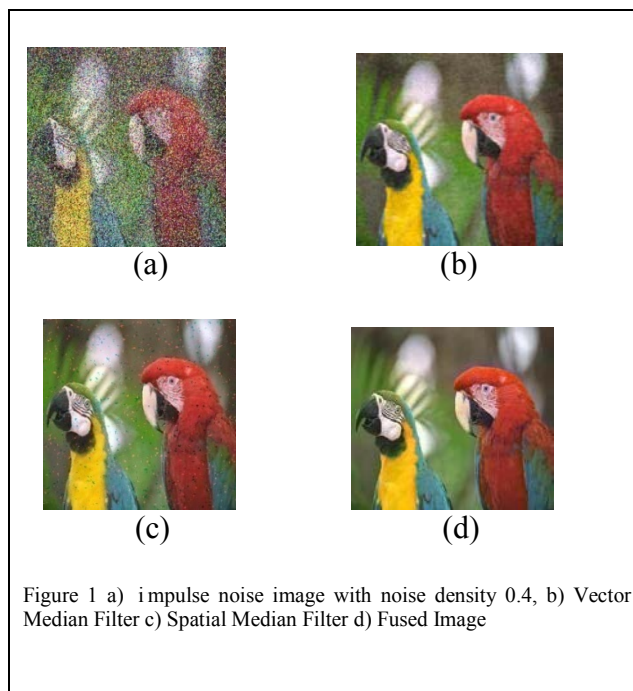 (a)
(b)
(c)
(d)
Figure 1 a) impulse noise image with noise density 0.4, b) Vector
Median Filter c) Spatial Median Filter d) Fused Image